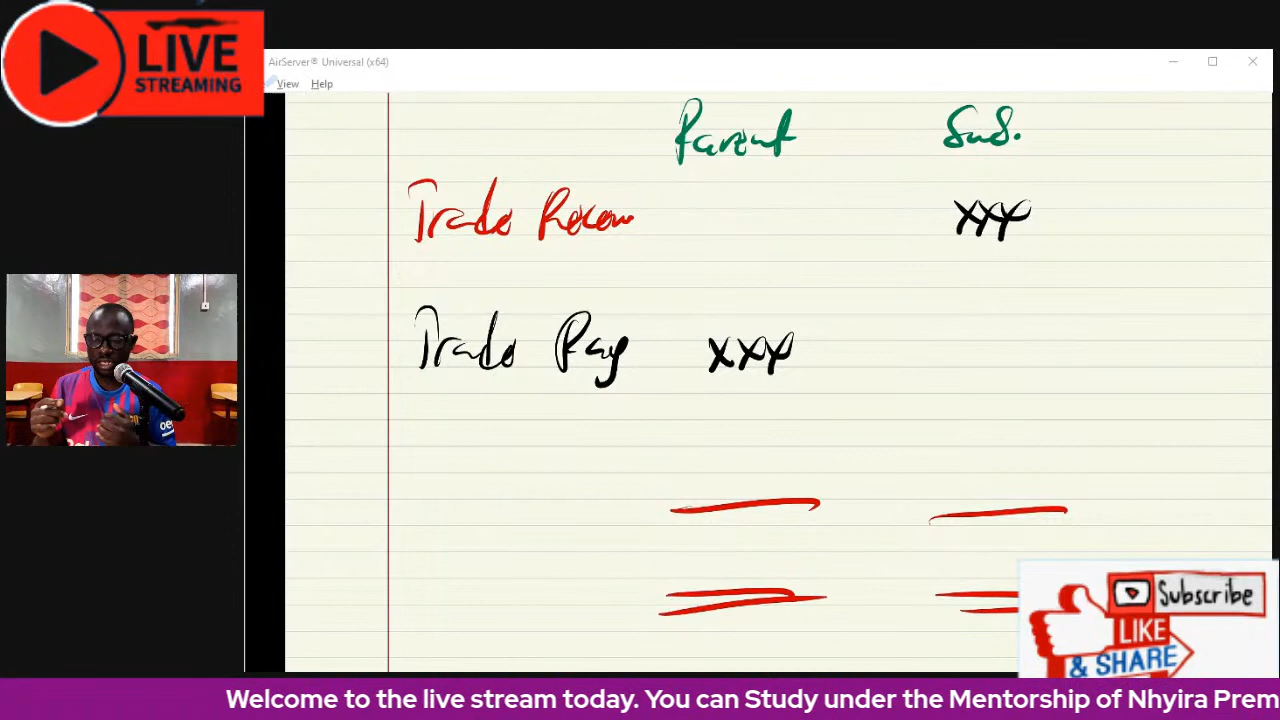 LIVE
STREAMING
AirServer® Universal (x64)
View Help
Parent Sub.
Trade Receiv
xxx
Trade Pay xxx
Subscribe
LIKE
& SHARE
Welcome to the live stream today. You can Study under the Mentorship of Nhyira Prem